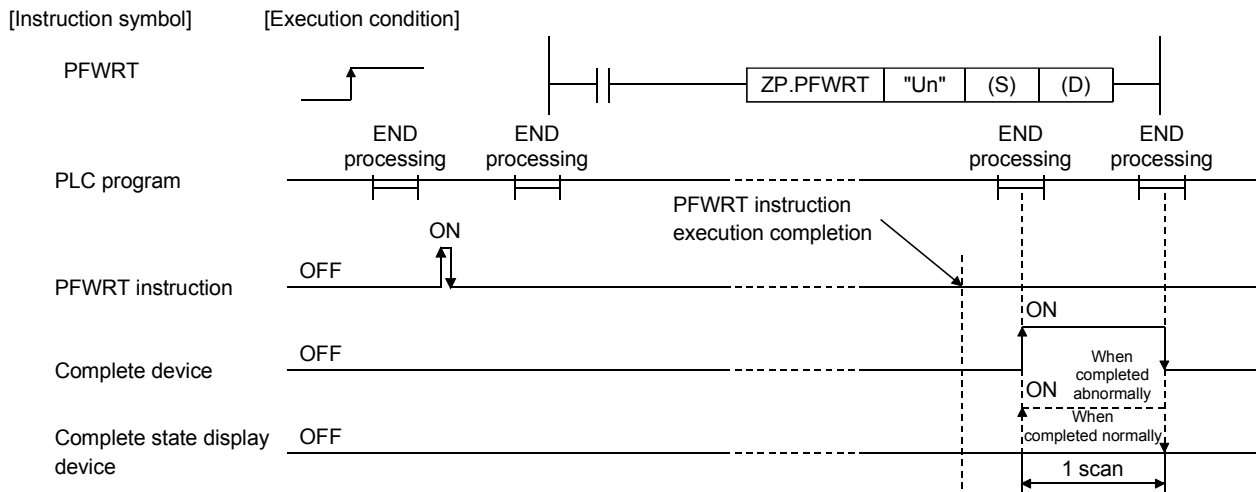 [Instruction symbol] [Execution condition]
PFWRT
ZP.PFWRT "Un" (S) (D)
END processing
END processing
END processing
END processing
PLC program
PFWRT instruction
execution completion
ON
OFF
PFWRT instruction
ON
OFF
Complete device
When
completed
abnormally
ON
When
completed normally
OFF
Complete state display
device
1 scan